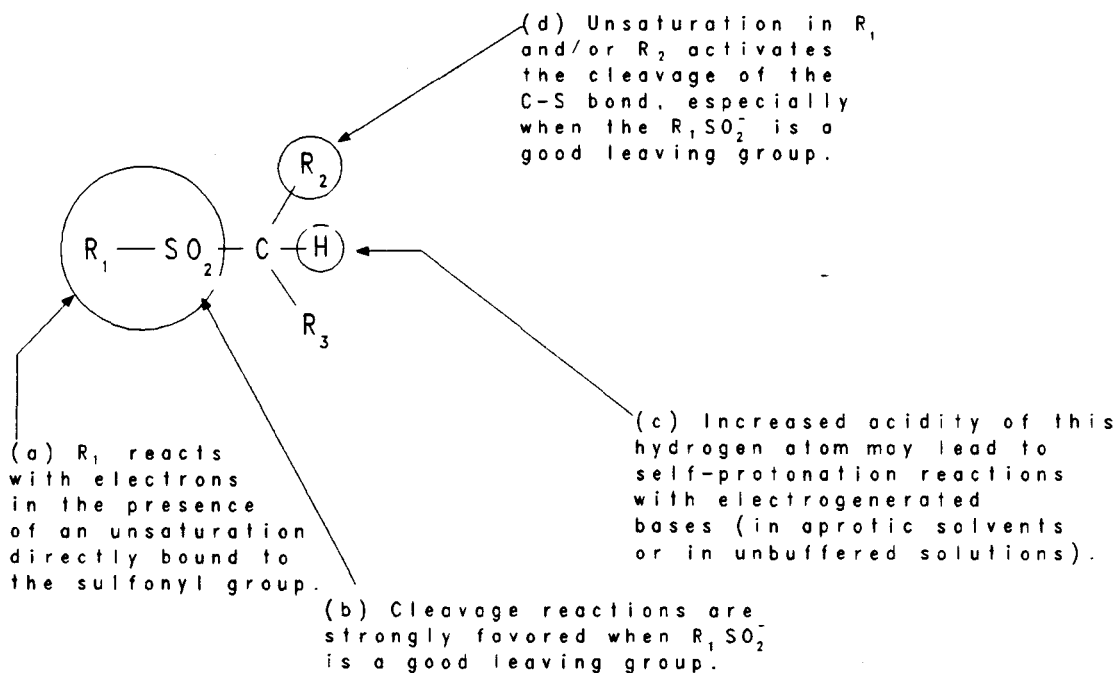 (d) Unsaturation in R₁
and/or R₂ activates
the cleavage of the
C-S bond, especially
when the R₁SO₂⁻ is a
good leaving group.
R₂
R₁ — SO₂ — C — H
R₃
(a) R₁ reacts
with electrons
in the presence
of an unsaturation
directly bound to
the sulfonyl group.
(c) Increased acidity of this
hydrogen atom may lead to
self-protonation reactions
with electrogenerated
bases (in aprotic solvents
or in unbuffered solutions).
(b) Cleavage reactions are
strongly favored when R₁SO₂⁻
is a good leaving group.